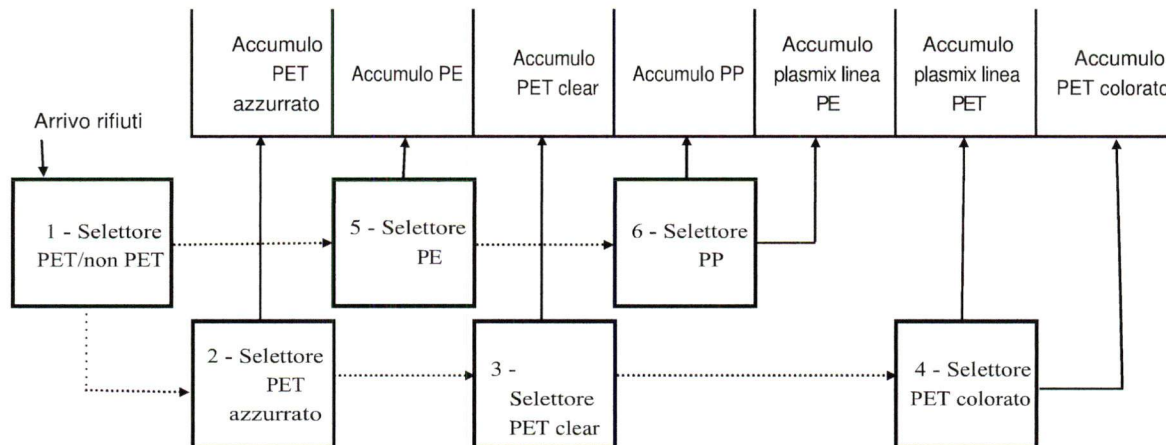 Accumulo
PET
azzurrato
Accumulo PE
Accumulo
PET clear
Accumulo PP
Accumulo
plasmix linea
PE
Accumulo
plasmix linea
PET
Accumulo
PET colorato
Arrivo rifiuti
1 - Selettore
PET/non PET
5 - Selettore
PE
6 - Selettore
PP
2 - Selettore
PET
azzurrato
3 -
Selettore
PET clear
4 - Selettore
PET colorato